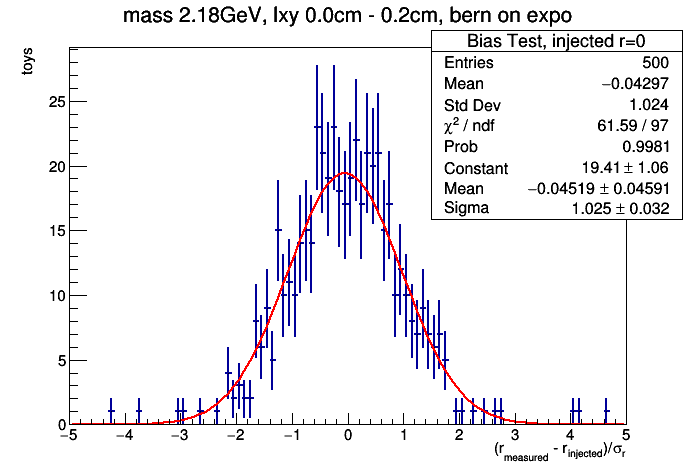 mass 2.18GeV, lxy 0.0cm - 0.2cm, bern on expo
Bias Test, injected r=0
Entries 500
Mean −0.04297
Std Dev 1.024
χ² / ndf 61.59 / 97
Prob 0.9981
Constant 19.41 ± 1.06
Mean −0.04519 ± 0.04591
Sigma 1.025 ± 0.032
toys
25
20
15
10
5
0
−5 −4 −3 −2 −1 0 1 2 3 4 5
(r_measured - r_injected)/σ_r